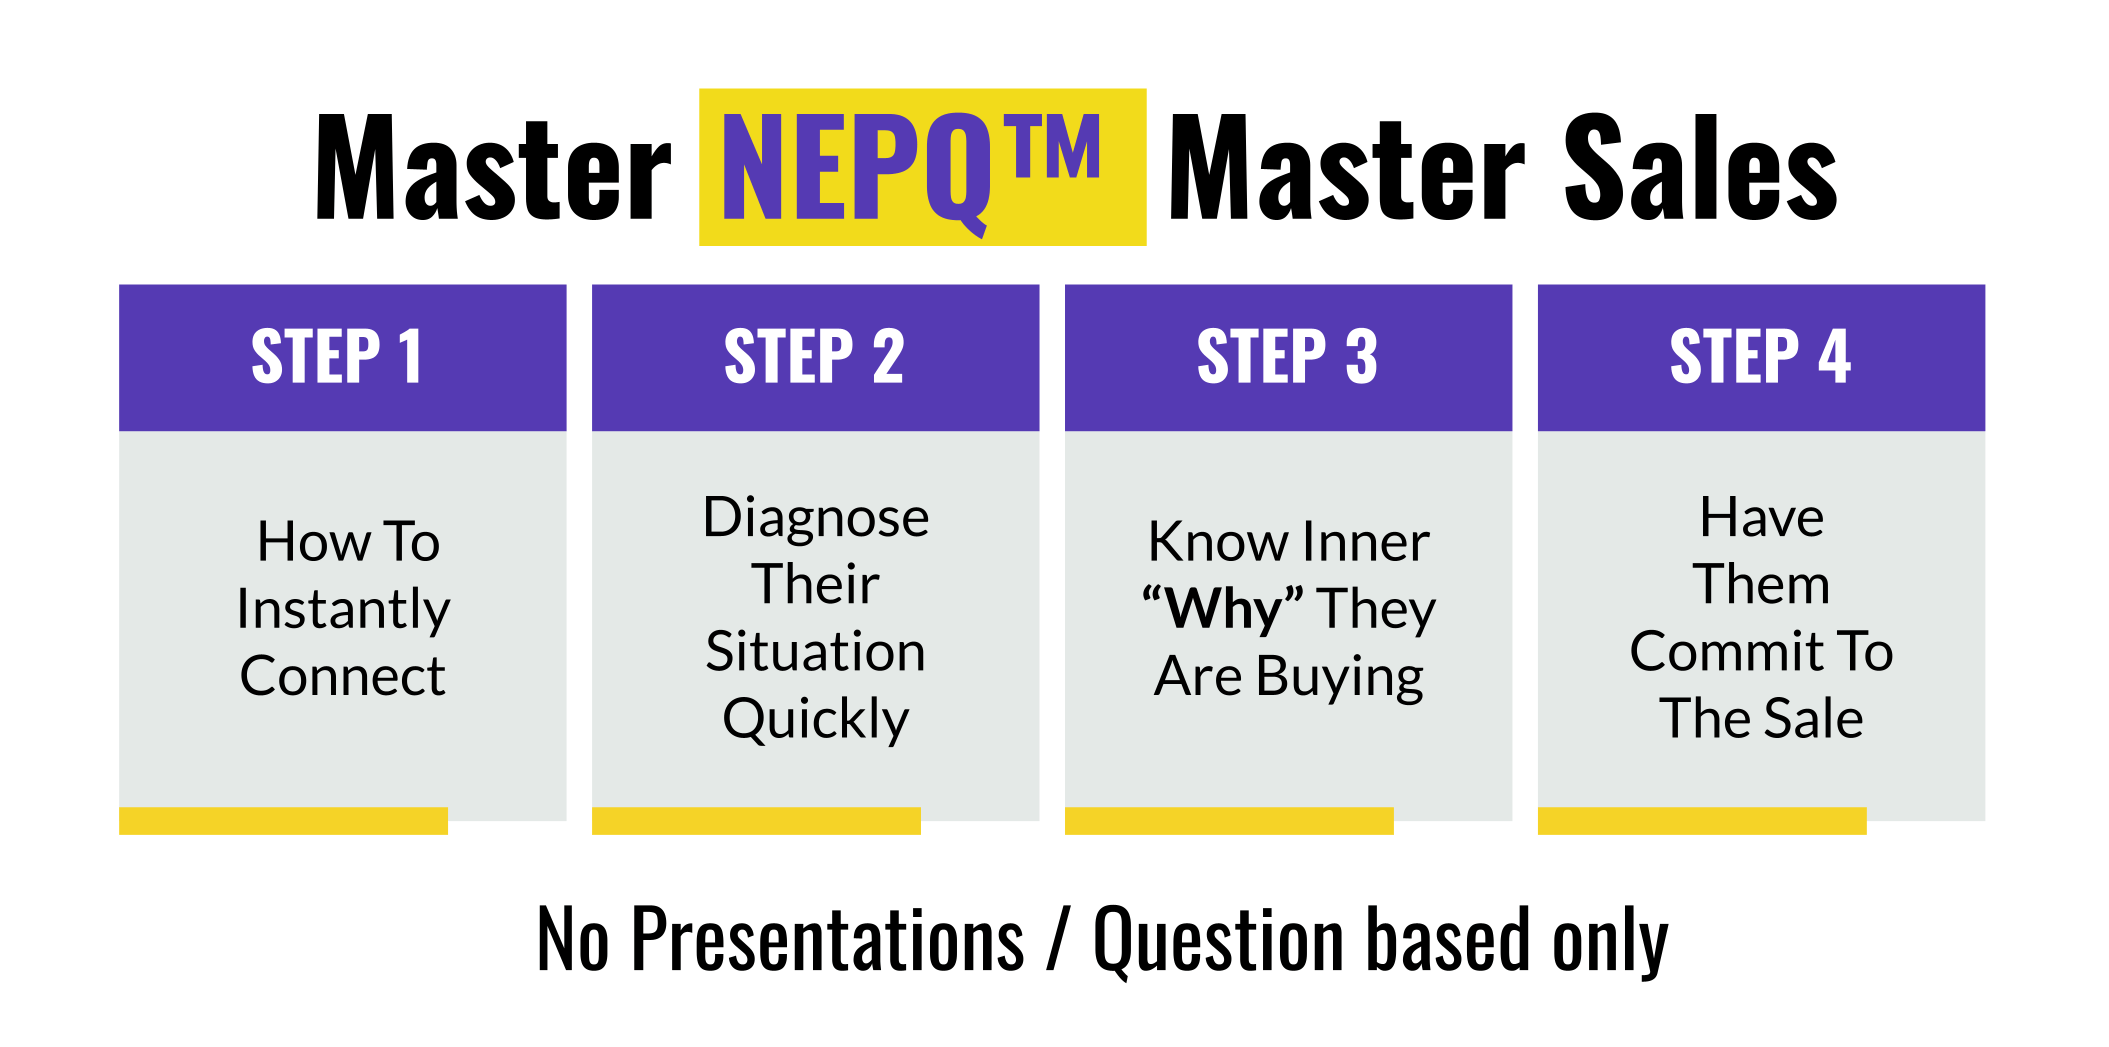 Master NEPQ™ Master Sales
STEP 1
How To
Instantly
Connect
STEP 2
Diagnose
Their
Situation
Quickly
STEP 3
Know Inner
“Why” They
Are Buying
STEP 4
Have
Them
Commit To
The Sale
No Presentations / Question based only